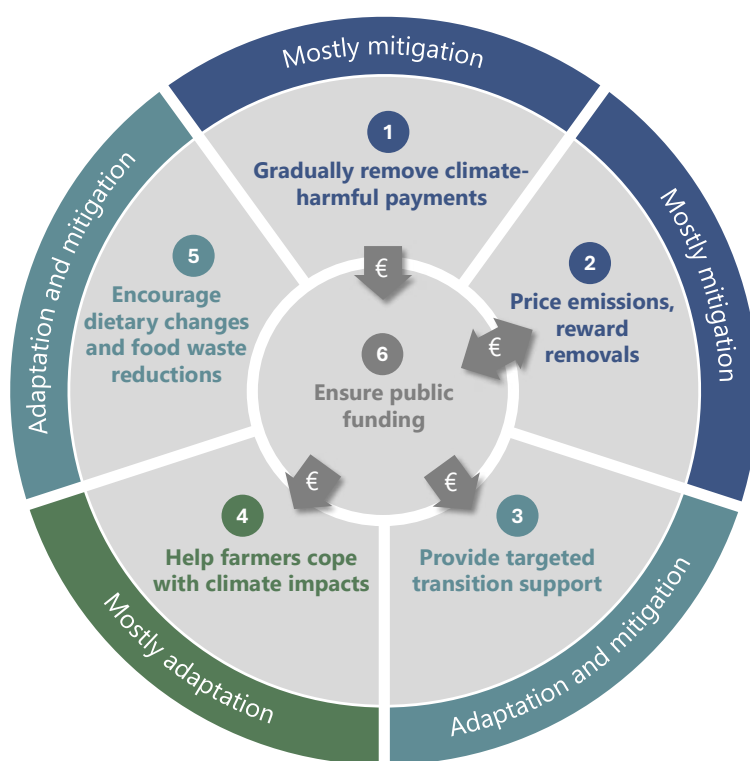 Mostly mitigation
1
Gradually remove climate-
harmful payments
€
Mostly mitigation
2
Price emissions,
reward
removals
€
Adaptation and mitigation
3
Provide targeted
transition support
€
Mostly adaptation
4
Help farmers cope
with climate impacts
€
Adaptation and mitigation
5
Encourage
dietary changes
and food waste
reductions
6
Ensure public
funding